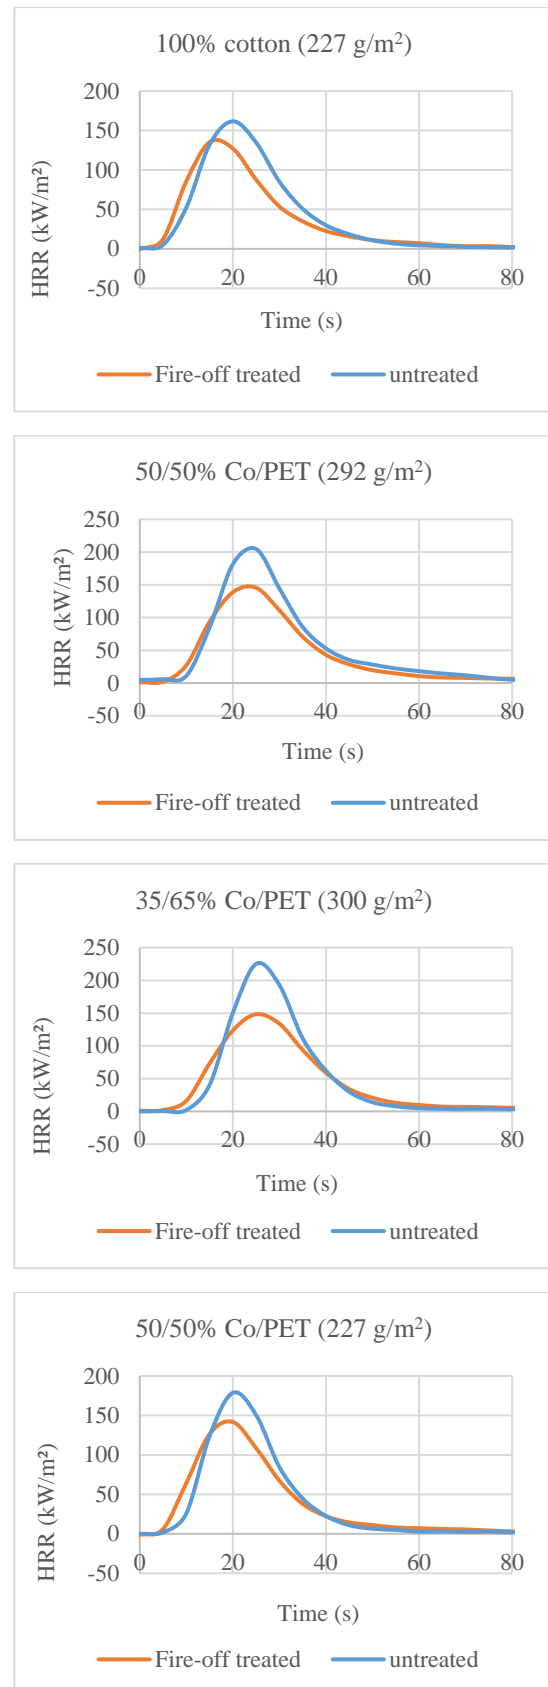 100% cotton (227 g/m²)
200
150
100
50
0
-50
0 20 40 60 80
HRR (kW/m²)
Time (s)
Fire-off treated untreated
50/50% Co/PET (292 g/m²)
250
200
150
100
50
0
-50
0 20 40 60 80
HRR (kW/m²)
Time (s)
Fire-off treated untreated
35/65% Co/PET (300 g/m²)
250
200
150
100
50
0
-50
0 20 40 60 80
HRR (kW/m²)
Time (s)
Fire-off treated untreated
50/50% Co/PET (227 g/m²)
200
150
100
50
0
-50
0 20 40 60 80
HRR (kW/m²)
Time (s)
Fire-off treated untreated